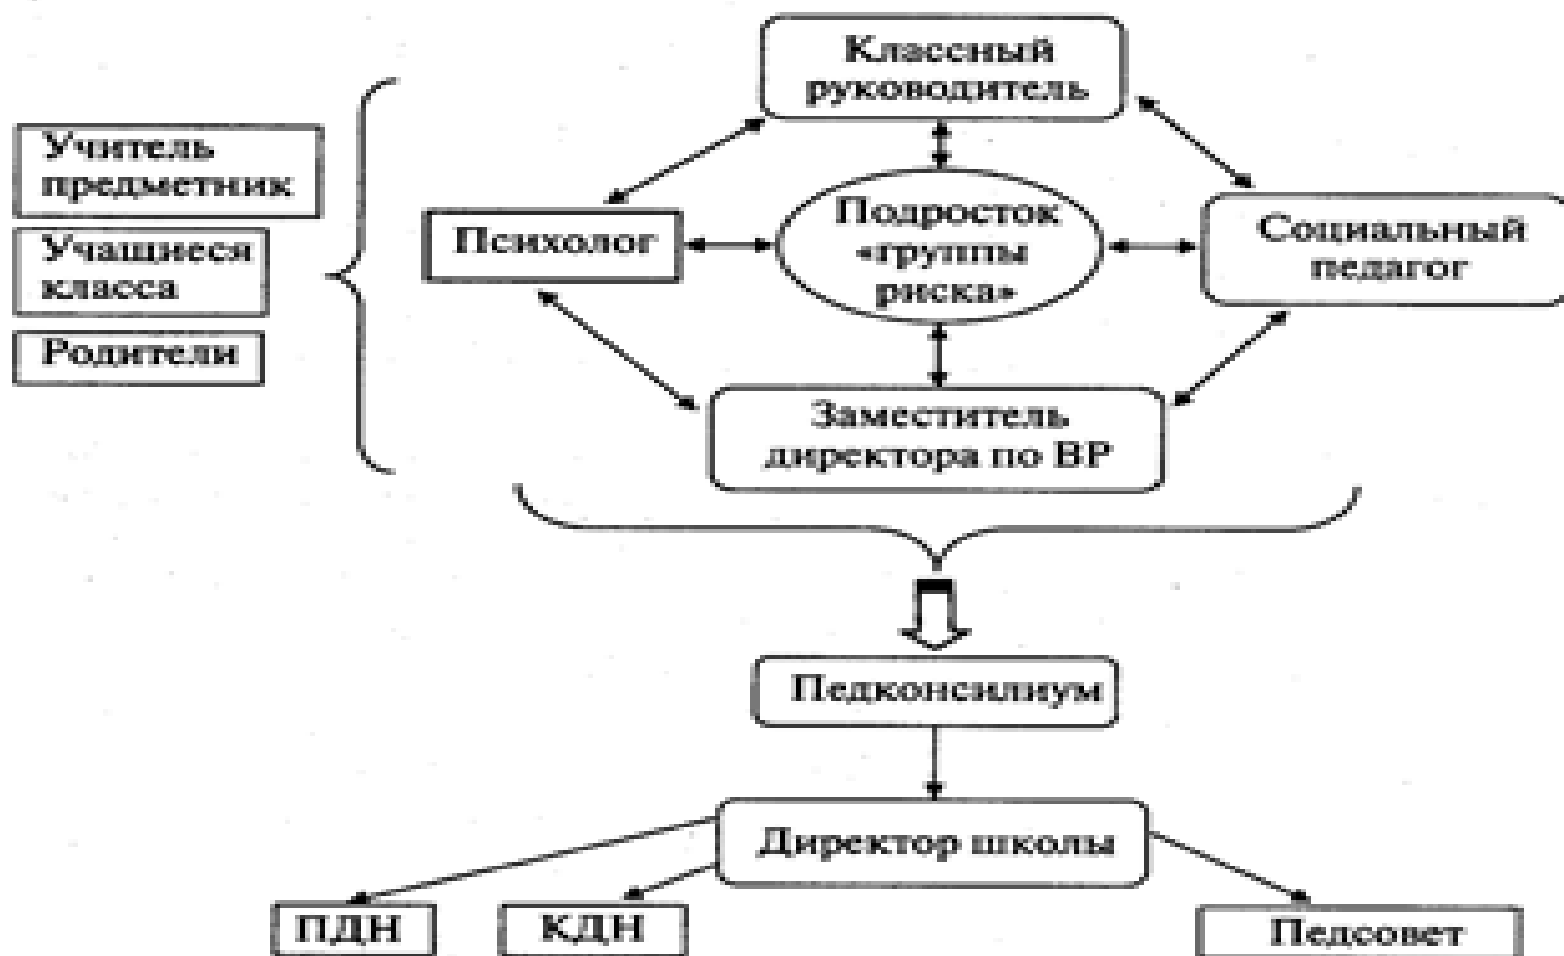 Классный
руководитель
Учитель
предметник
Учащиеся
класса
Родители
Психолог
Подросток
«группы
риска»
Социальный
педагог
Заместитель
директора по ВР
Педконсилиум
Директор школы
ПДН
КДН
Педсовет